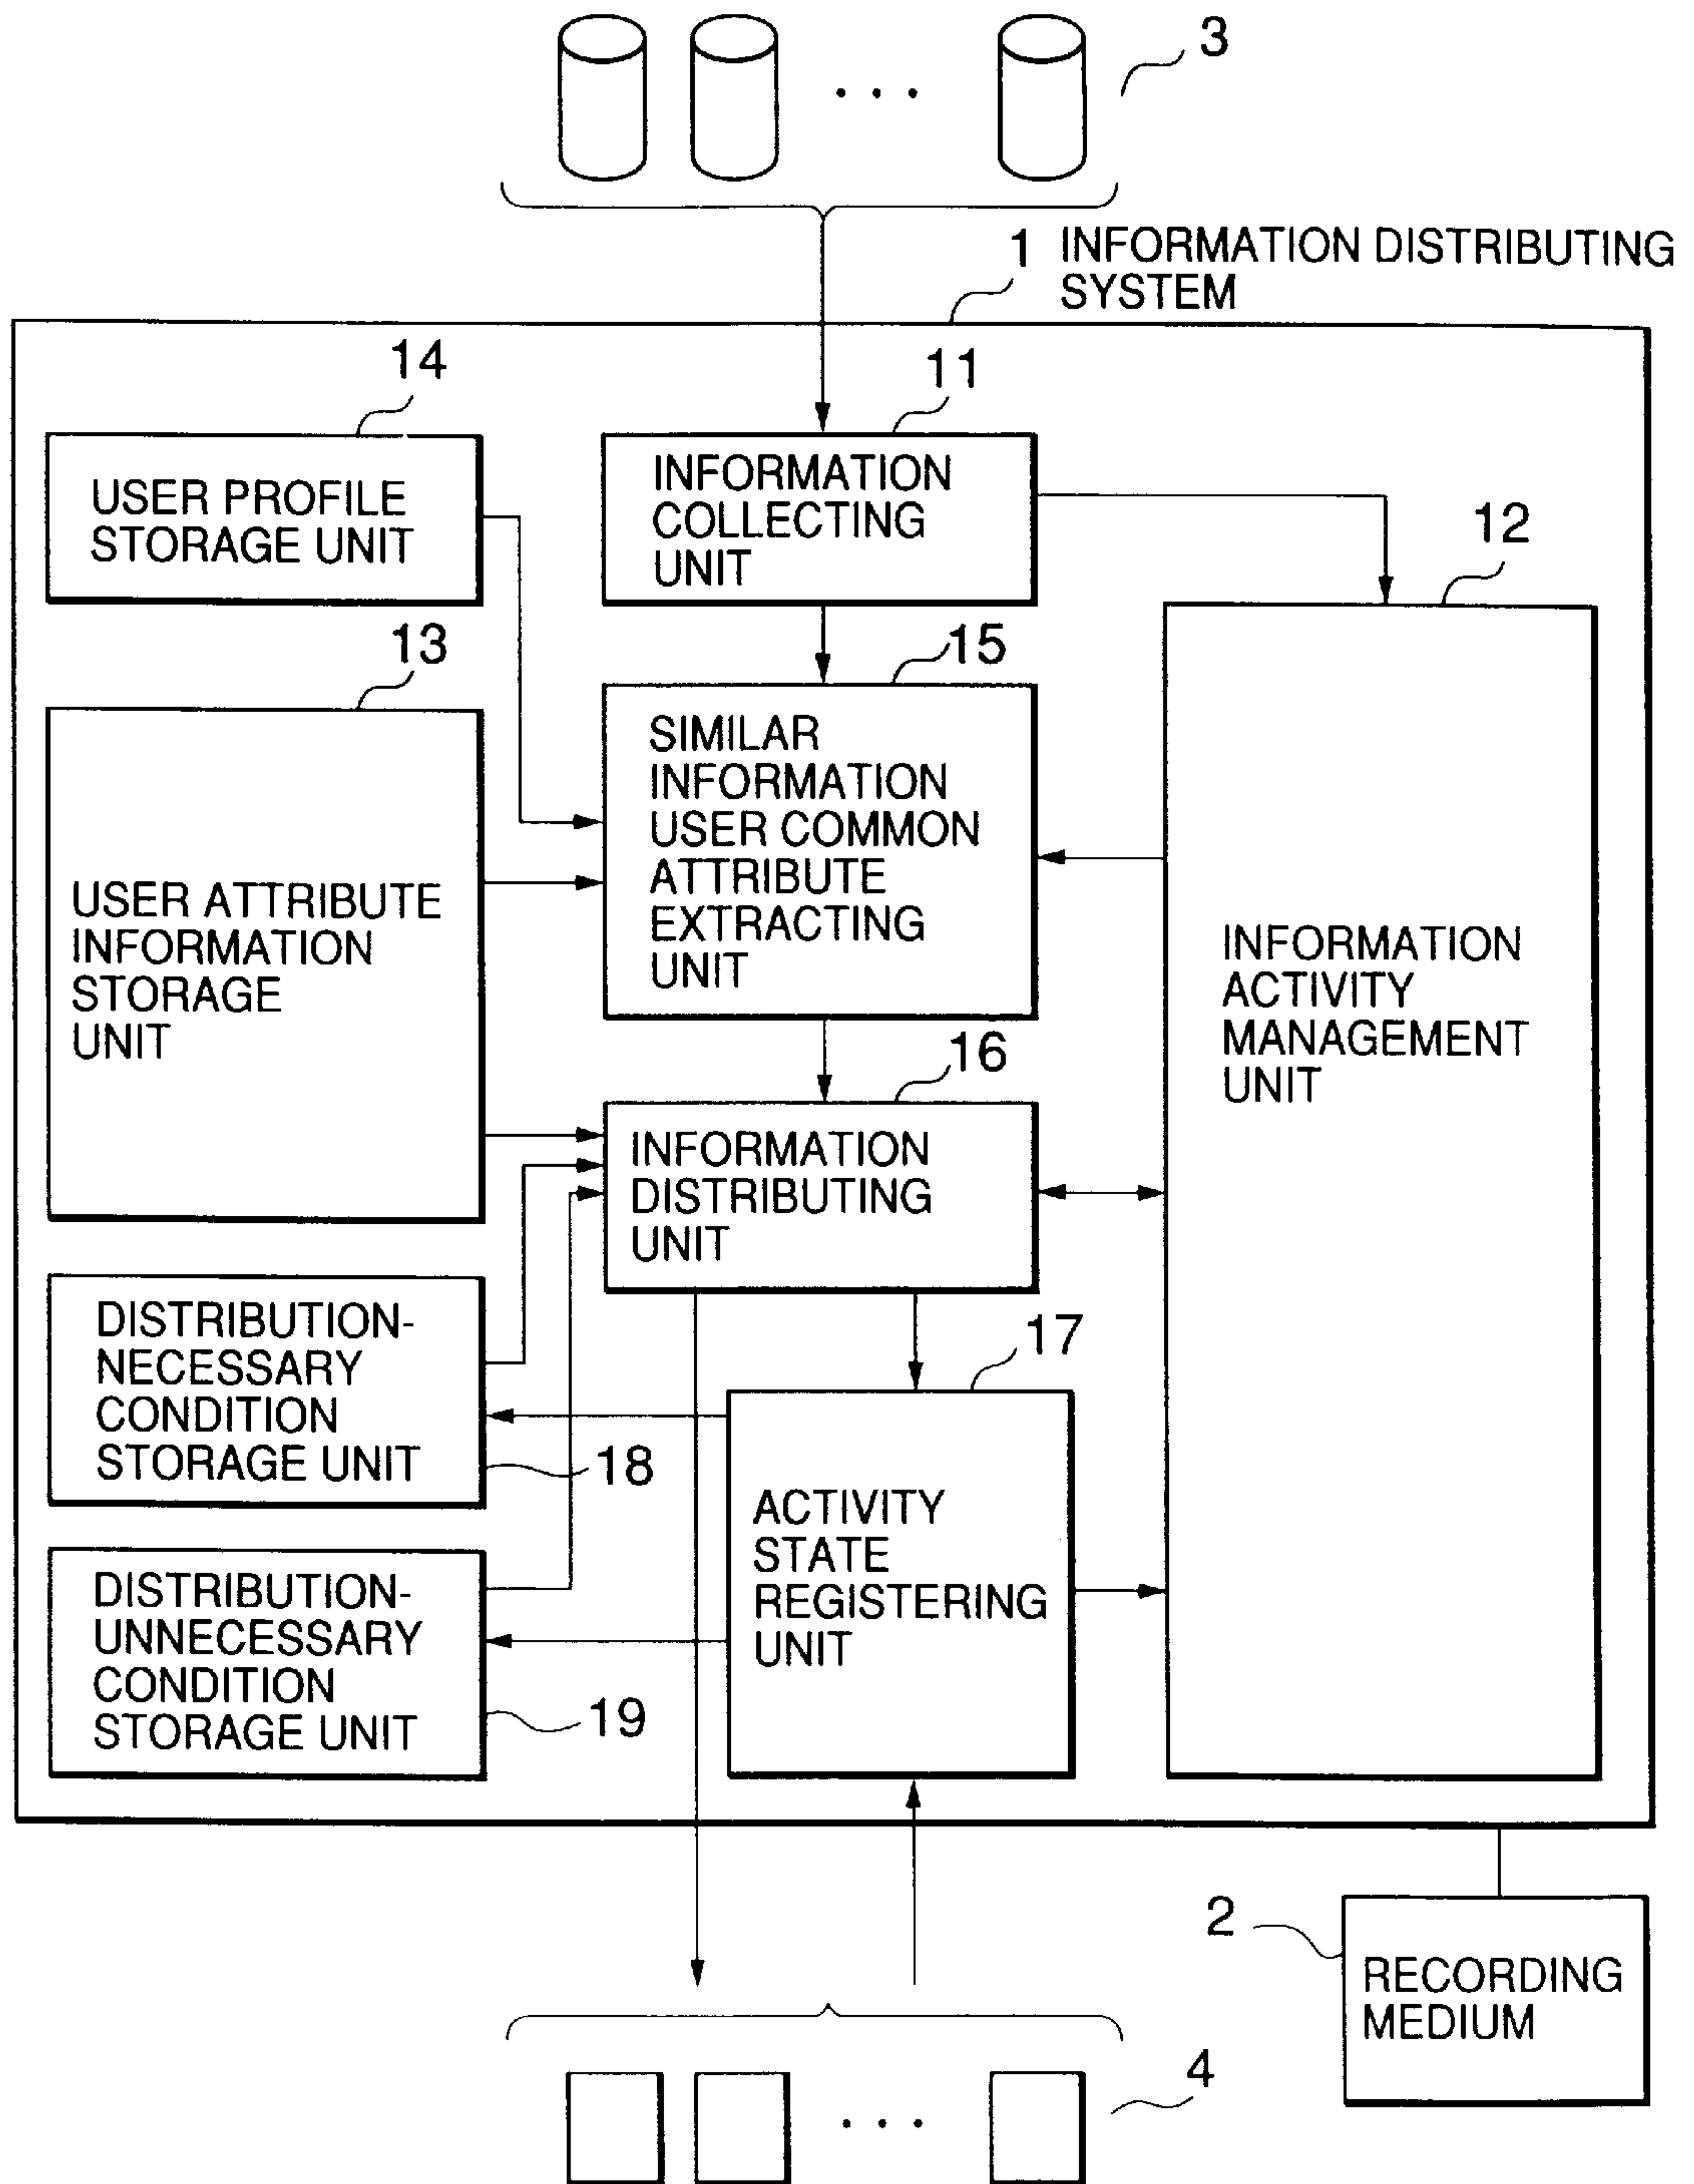 3
1 INFORMATION DISTRIBUTING
SYSTEM
14
11
USER PROFILE
STORAGE UNIT
INFORMATION
COLLECTING
UNIT
12
13
15
USER ATTRIBUTE
INFORMATION
STORAGE
UNIT
SIMILAR
INFORMATION
USER COMMON
ATTRIBUTE
EXTRACTING
UNIT
INFORMATION
ACTIVITY
MANAGEMENT
UNIT
16
INFORMATION
DISTRIBUTING
UNIT
DISTRIBUTION-
NECESSARY
CONDITION
STORAGE UNIT
18
17
ACTIVITY
STATE
REGISTERING
UNIT
DISTRIBUTION-
UNNECESSARY
CONDITION
STORAGE UNIT
19
2
RECORDING
MEDIUM
4